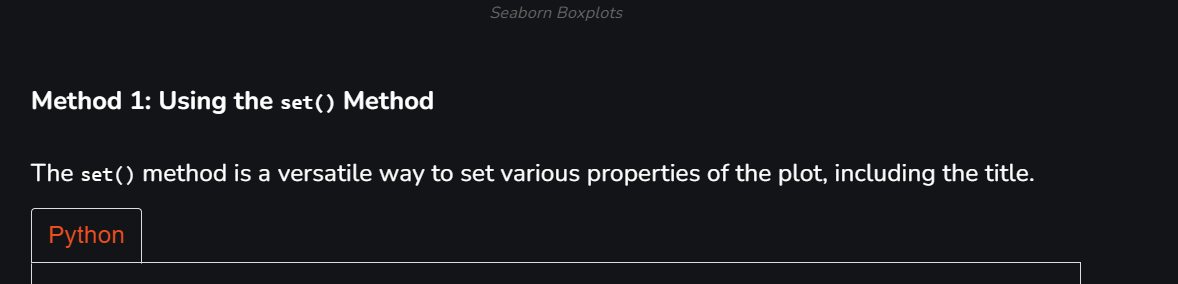 Seaborn Boxplots
Method 1: Using the set() Method
The set() method is a versatile way to set various properties of the plot, including the title.
Python